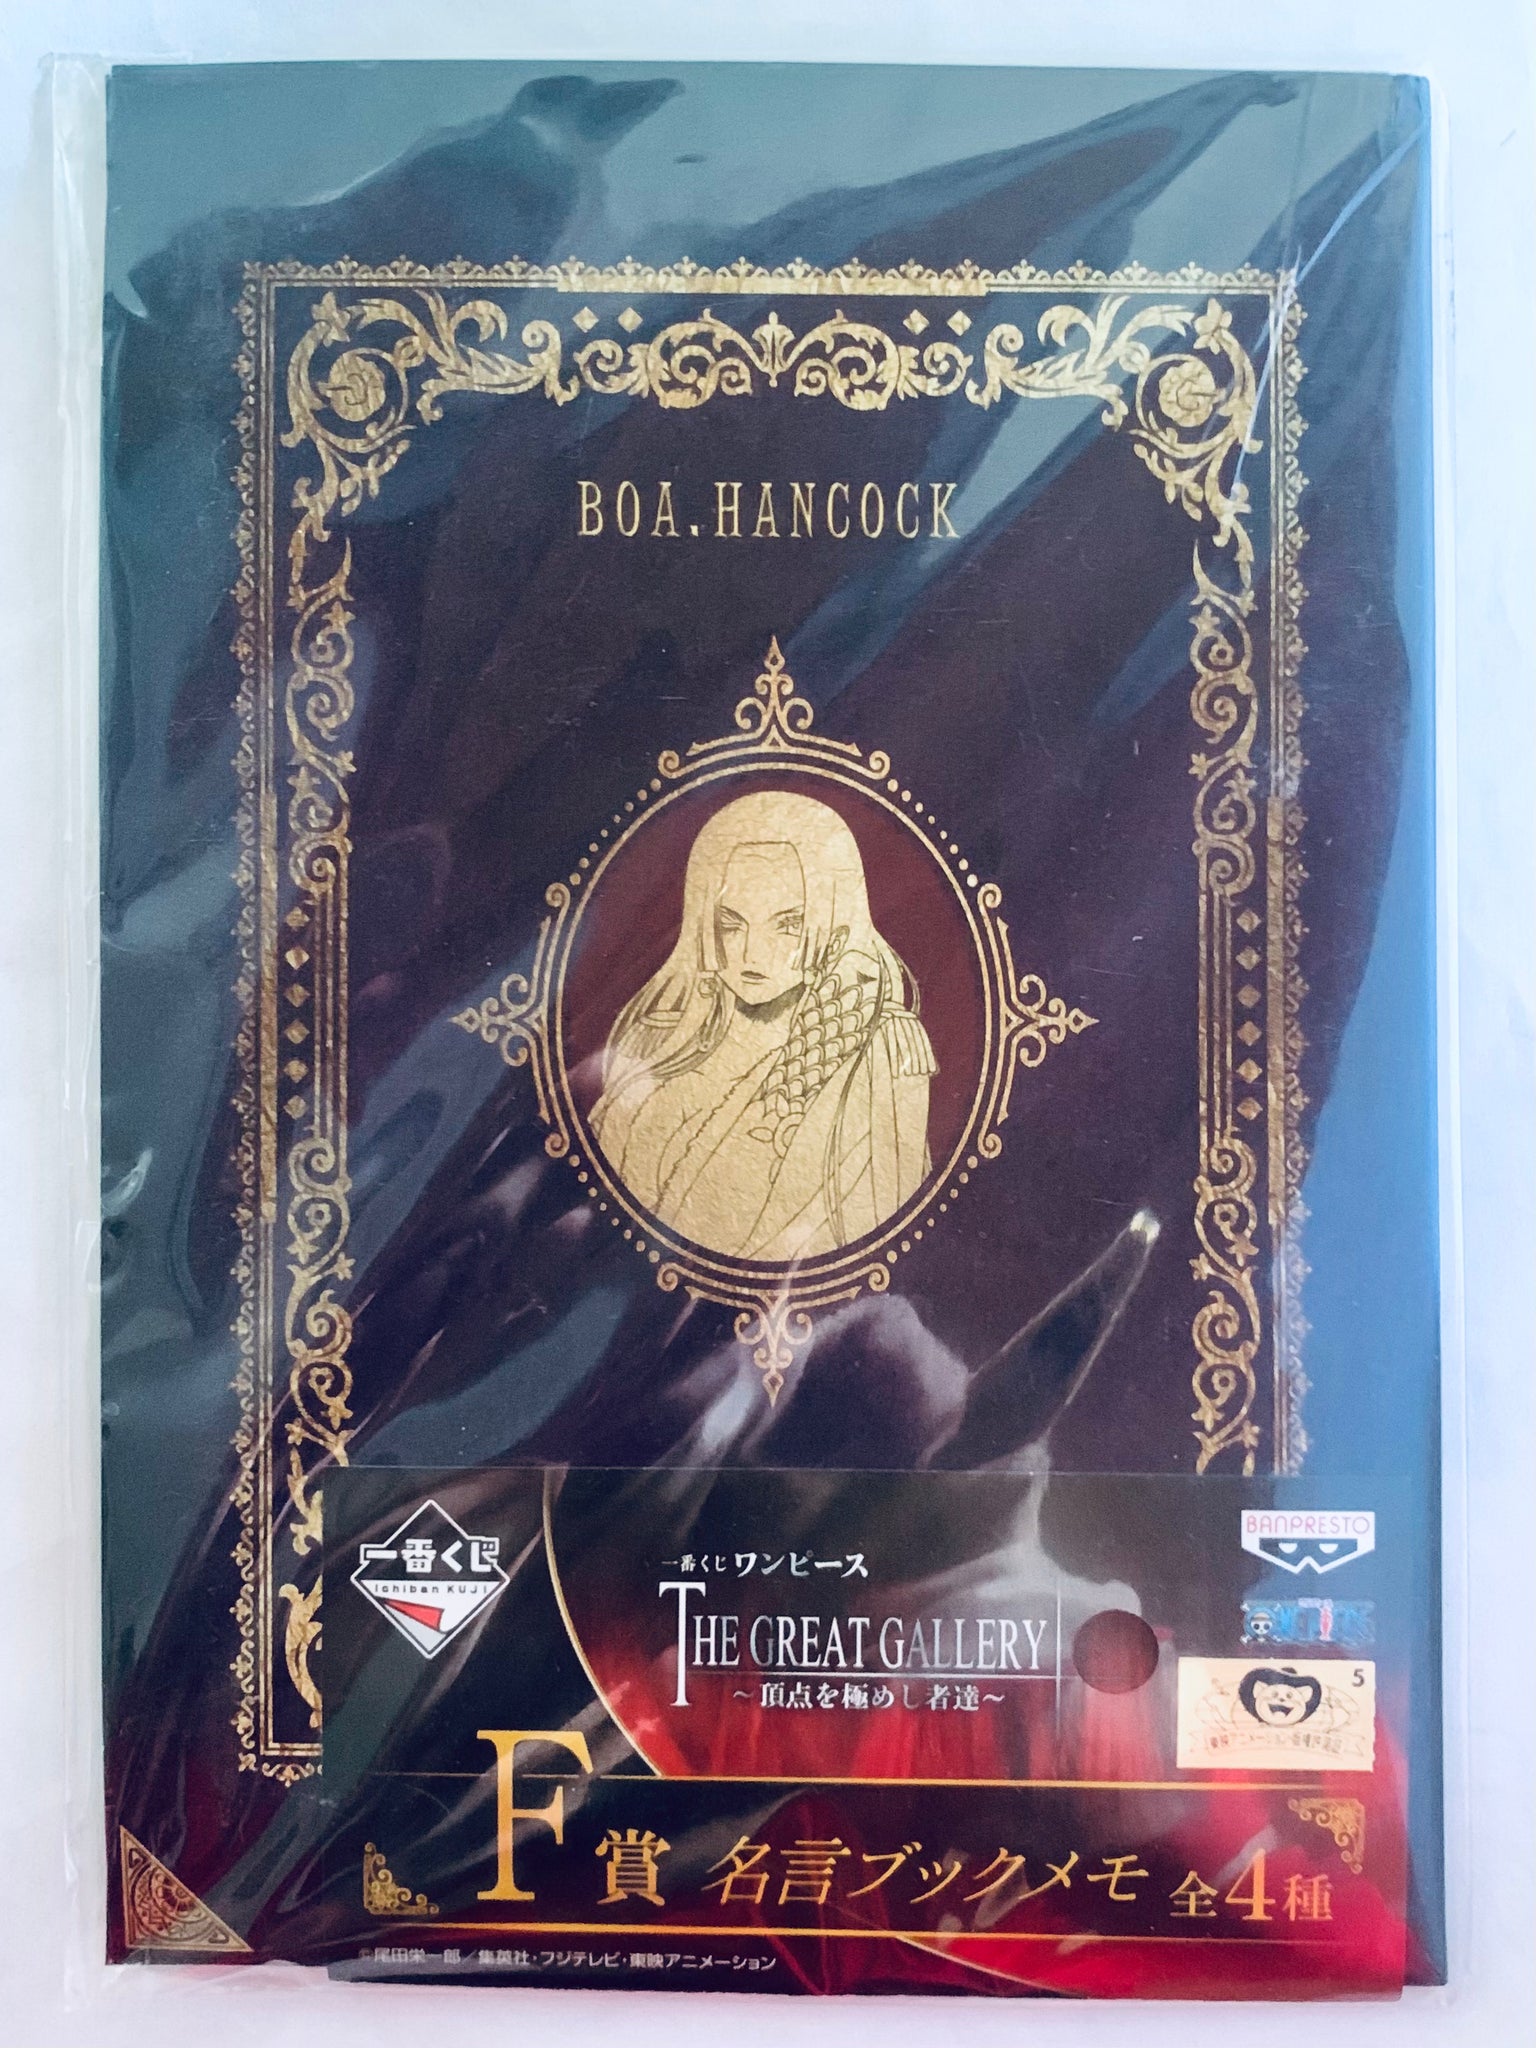 BOA.HANCOCK
一番くじ
Ichiban KUJI
一番くじ ワンピース
THE GREAT GALLERY
~頂点を極めし者達~
BANPRESTO
ONE PIECE
5
F賞 名言ブックメモ 全4種
©尾田栄一郎/集英社・フジテレビ・東映アニメーション